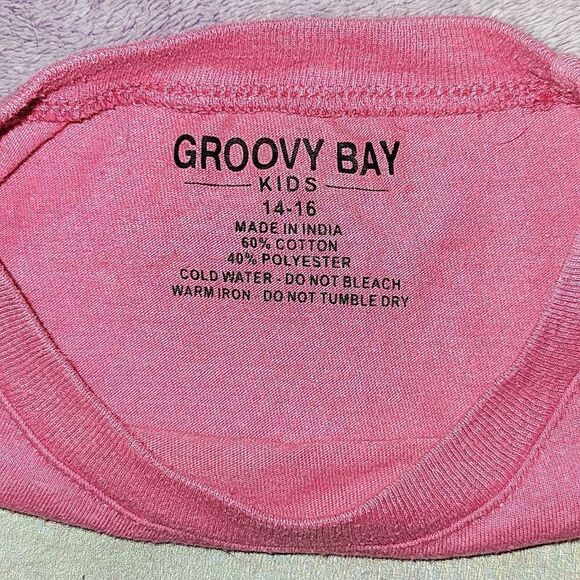 GROOVY BAY
KIDS
14-16
MADE IN INDIA
60% COTTON
40% POLYESTER
COLD WATER - DO NOT BLEACH
WARM IRON - DO NOT TUMBLE DRY